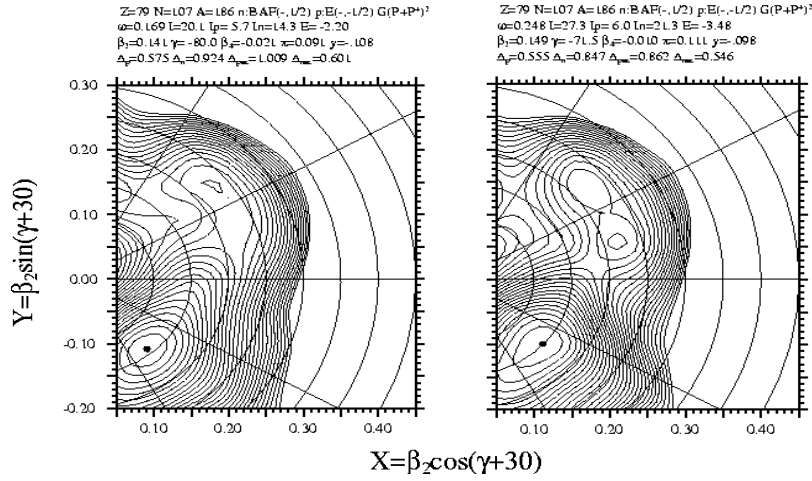 Z=79 N=107 A=186 n:BAF(-,1/2) p:E(-,-1/2) G(P+P⁺)²
ω=0.169 I=20.1 Ip= 5.7 In=14.3 E= -2.20
β₂=0.141 γ= -80.0 β₄=-0.021 x=0.091 y=-.108
Δp=0.575 Δn=0.924 =1.009 =0.601
Z=79 N=107 A=186 n:BAF(-,1/2) p:E(-,-1/2) G(P+P⁺)²
ω=0.248 I=27.3 Ip= 6.0 In=21.3 E= -3.48
β₂=0.149 γ= -71.5 β₄=-0.010 x=0.111 y=-.098
Δp=0.555 Δn=0.847 =0.862 =0.546
0.30
0.20
0.10
0.00
-0.10
-0.20
Y=β₂sin(γ+30)
0.10 0.20 0.30 0.40
0.10 0.20 0.30 0.40
X=β₂cos(γ+30)